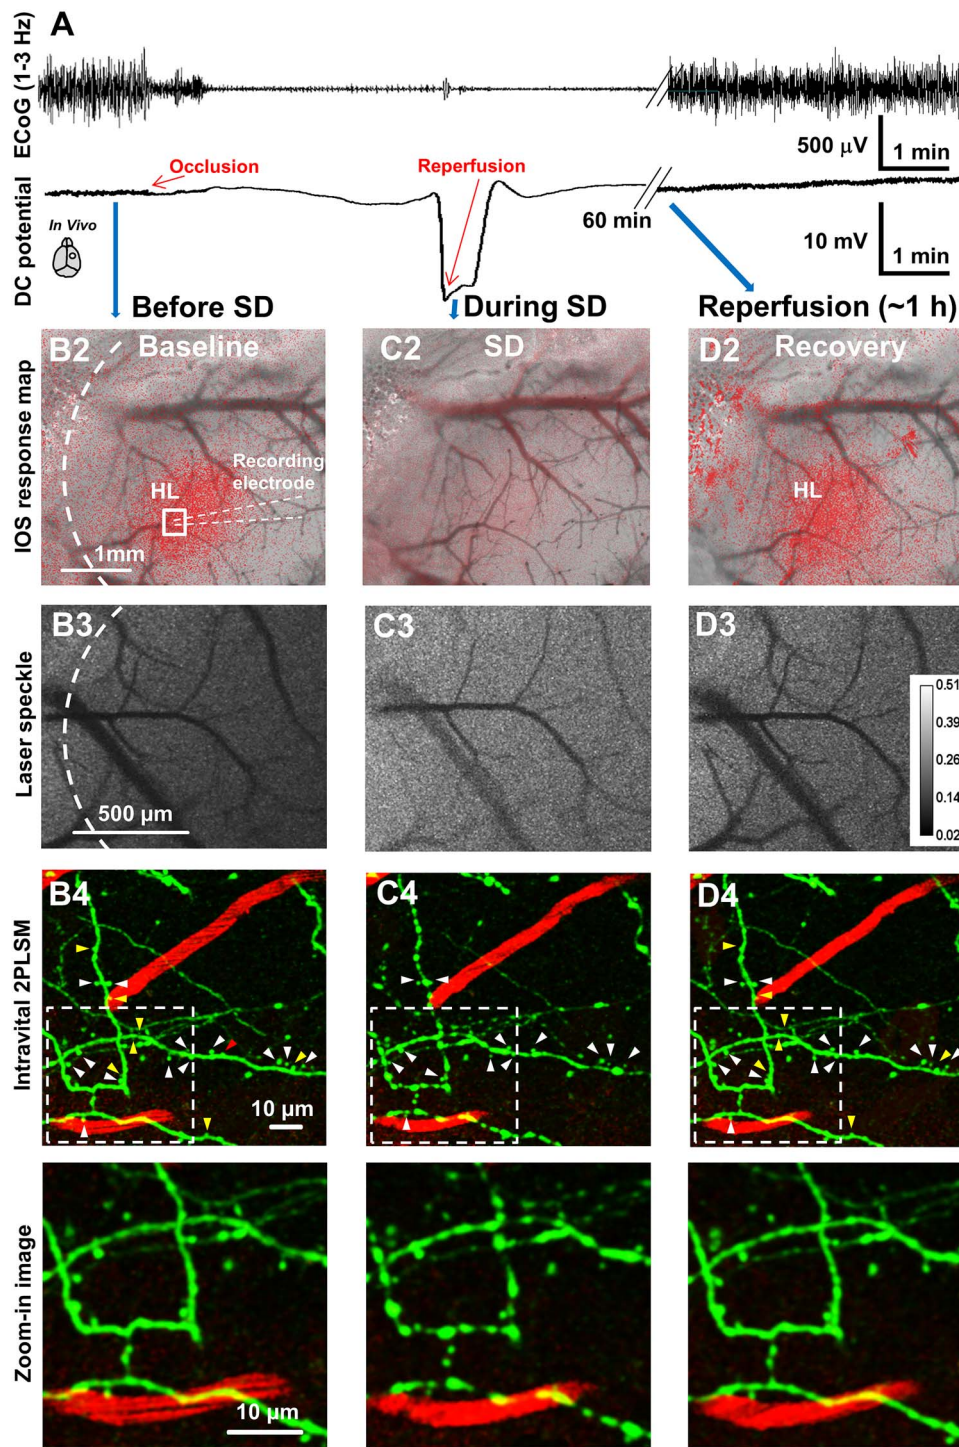 A
ECoG (1-3 Hz)
500 µV
1 min
DC potential
Occlusion
Reperfusion
60 min
In Vivo
10 mV
1 min
Before SD
During SD
Reperfusion (~1 h)
IOS response map
B2
Baseline
HL
Recording
electrode
1mm
C2
SD
D2
Recovery
HL
Laser speckle
B3
500 µm
C3
D3
0.51
0.39
0.26
0.14
0.02
Intravital 2PLSM
B4
10 µm
C4
D4
Zoom-in image
10 µm